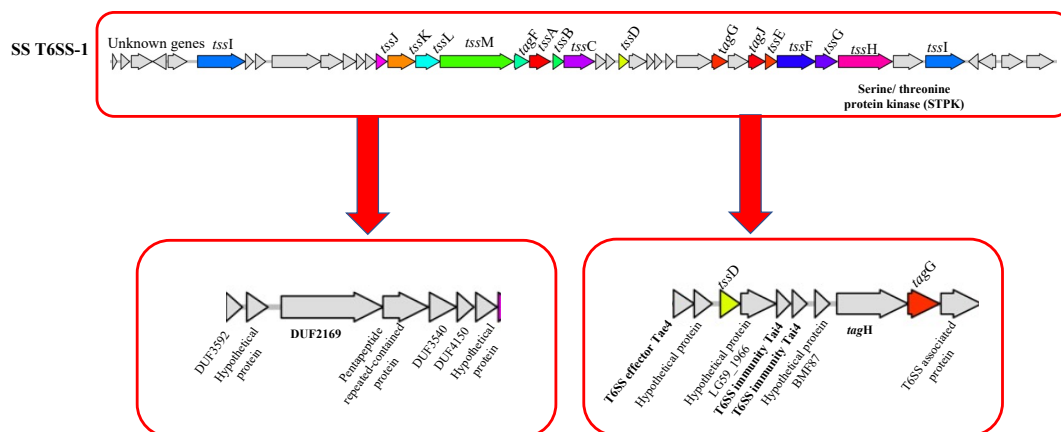 SS T6SS-1
Unknown genes
tssI
tssJ
tssK
tssL
tssM
tagF
tssA
tssB
tssC
tssD
tagG
tagJ
tssE
tssF
tssG
tssH
tssI
Serine/ threonine
protein kinase (STPK)
DUF3592
Hypothetical
protein
DUF2169
Pentapeptide
repeated-contained
protein
DUF3540
DUF4150
Hypothetical
protein
T6SS effector Tae4
Hypothetical protein
tssD
Hypothetical protein
LG59_1966
T6SS immunity Tai4
T6SS immunity Tai4
Hypothetical protein
BMF87
tagH
tagG
T6SS associated
protein